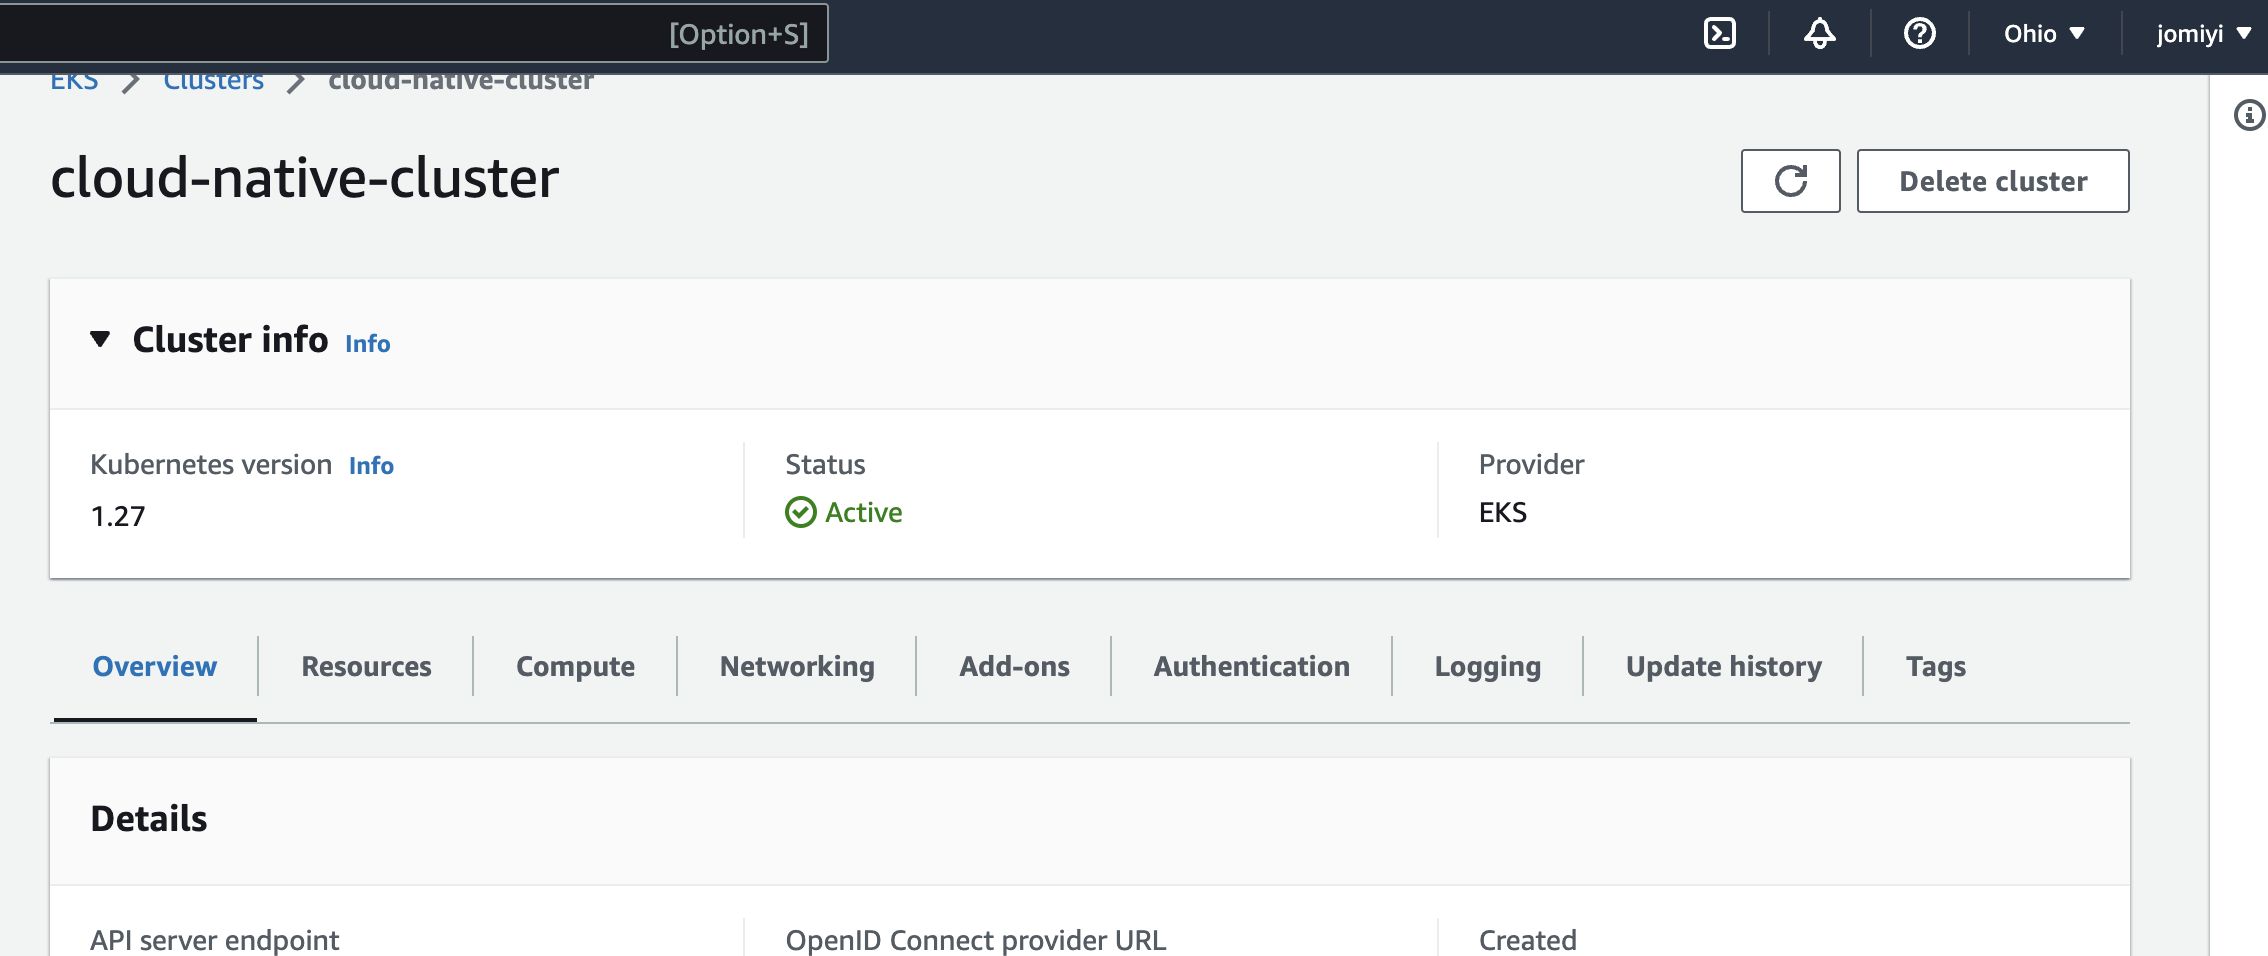 [Option+S]
Ohio
jomiyi
EKS Clusters cloud-native-cluster
cloud-native-cluster
Delete cluster
Cluster info Info
Kubernetes version Info
1.27
Status
Active
Provider
EKS
Overview Resources Compute Networking Add-ons Authentication Logging Update history Tags
Details
API server endpoint
OpenID Connect provider URL
Created